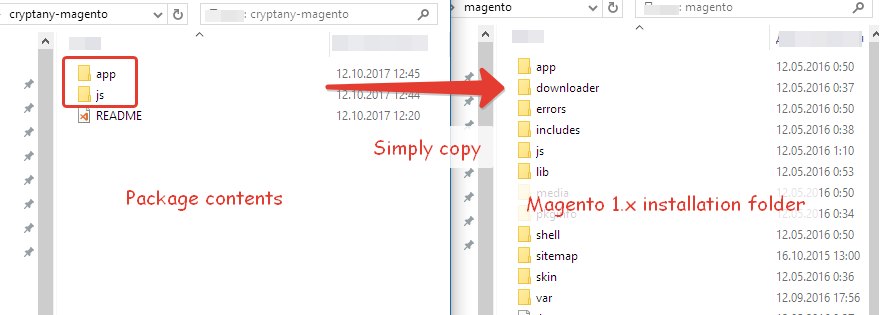 cryptany-magento
: cryptany-magento
app 12.10.2017 12:45
js 12.10.2017 12:44
README 12.10.2017 12:20
Package contents
Simply copy
magento
: magento
app 12.05.2016 0:50
downloader 12.05.2016 0:37
errors 12.05.2016 0:50
includes 12.05.2016 0:38
js 12.05.2016 1:10
lib 12.05.2016 0:53
media 12.05.2016 0:50
Magento 1.x installation folder
pkginfo 12.05.2016 0:34
shell 12.05.2016 0:50
sitemap 16.10.2015 13:00
skin 12.05.2016 0:36
var 12.09.2016 17:56